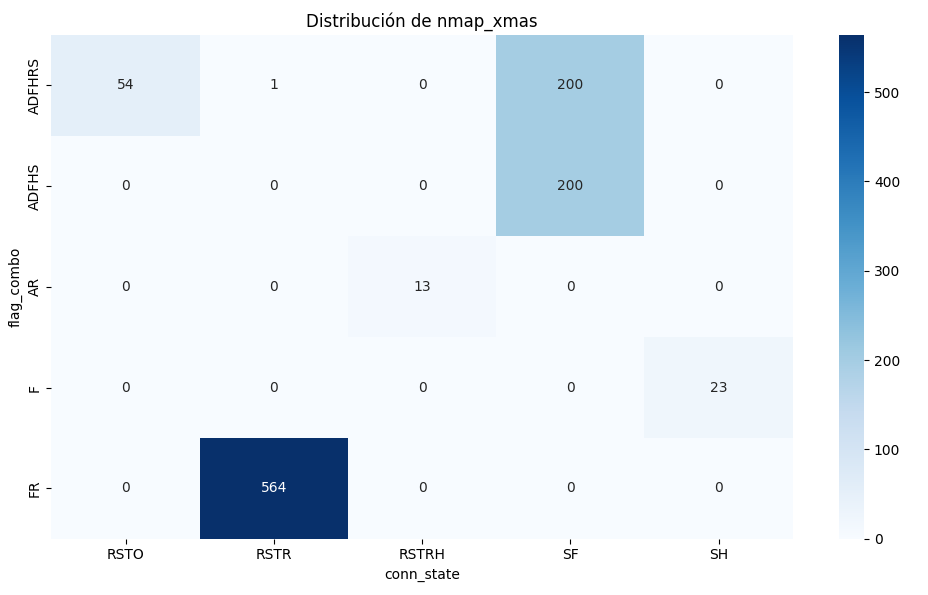 Distribución de nmap_xmas
ADFHRS 54 1 0 200 0
ADFHS 0 0 0 200 0
AR 0 0 13 0 0
F 0 0 0 0 23
FR 0 564 0 0 0
RSTO RSTR RSTRH SF SH
conn_state
flag_combo
500
400
300
200
100
0